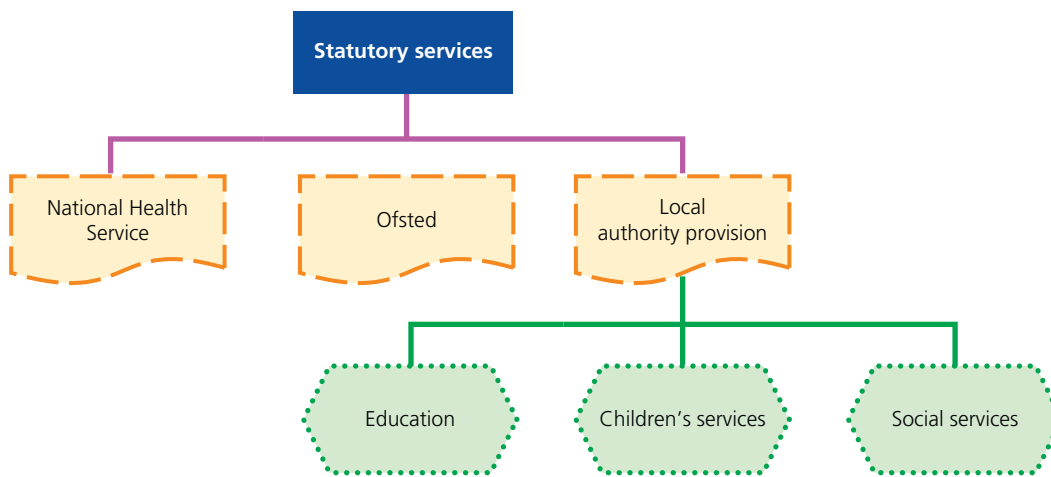 Statutory services
National Health
Service
Ofsted
Local
authority provision
Education
Children's services
Social services